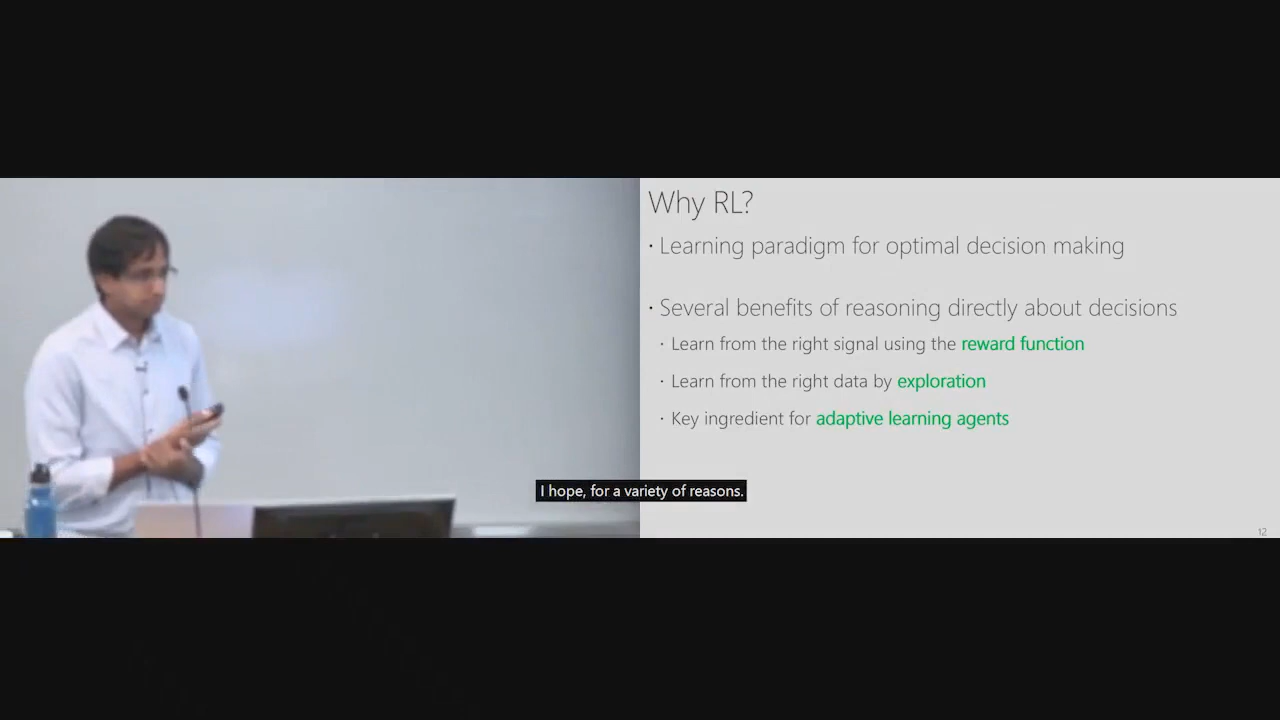 Why RL?
· Learning paradigm for optimal decision making
· Several benefits of reasoning directly about decisions
· Learn from the right signal using the reward function
· Learn from the right data by exploration
· Key ingredient for adaptive learning agents
I hope, for a variety of reasons.
12